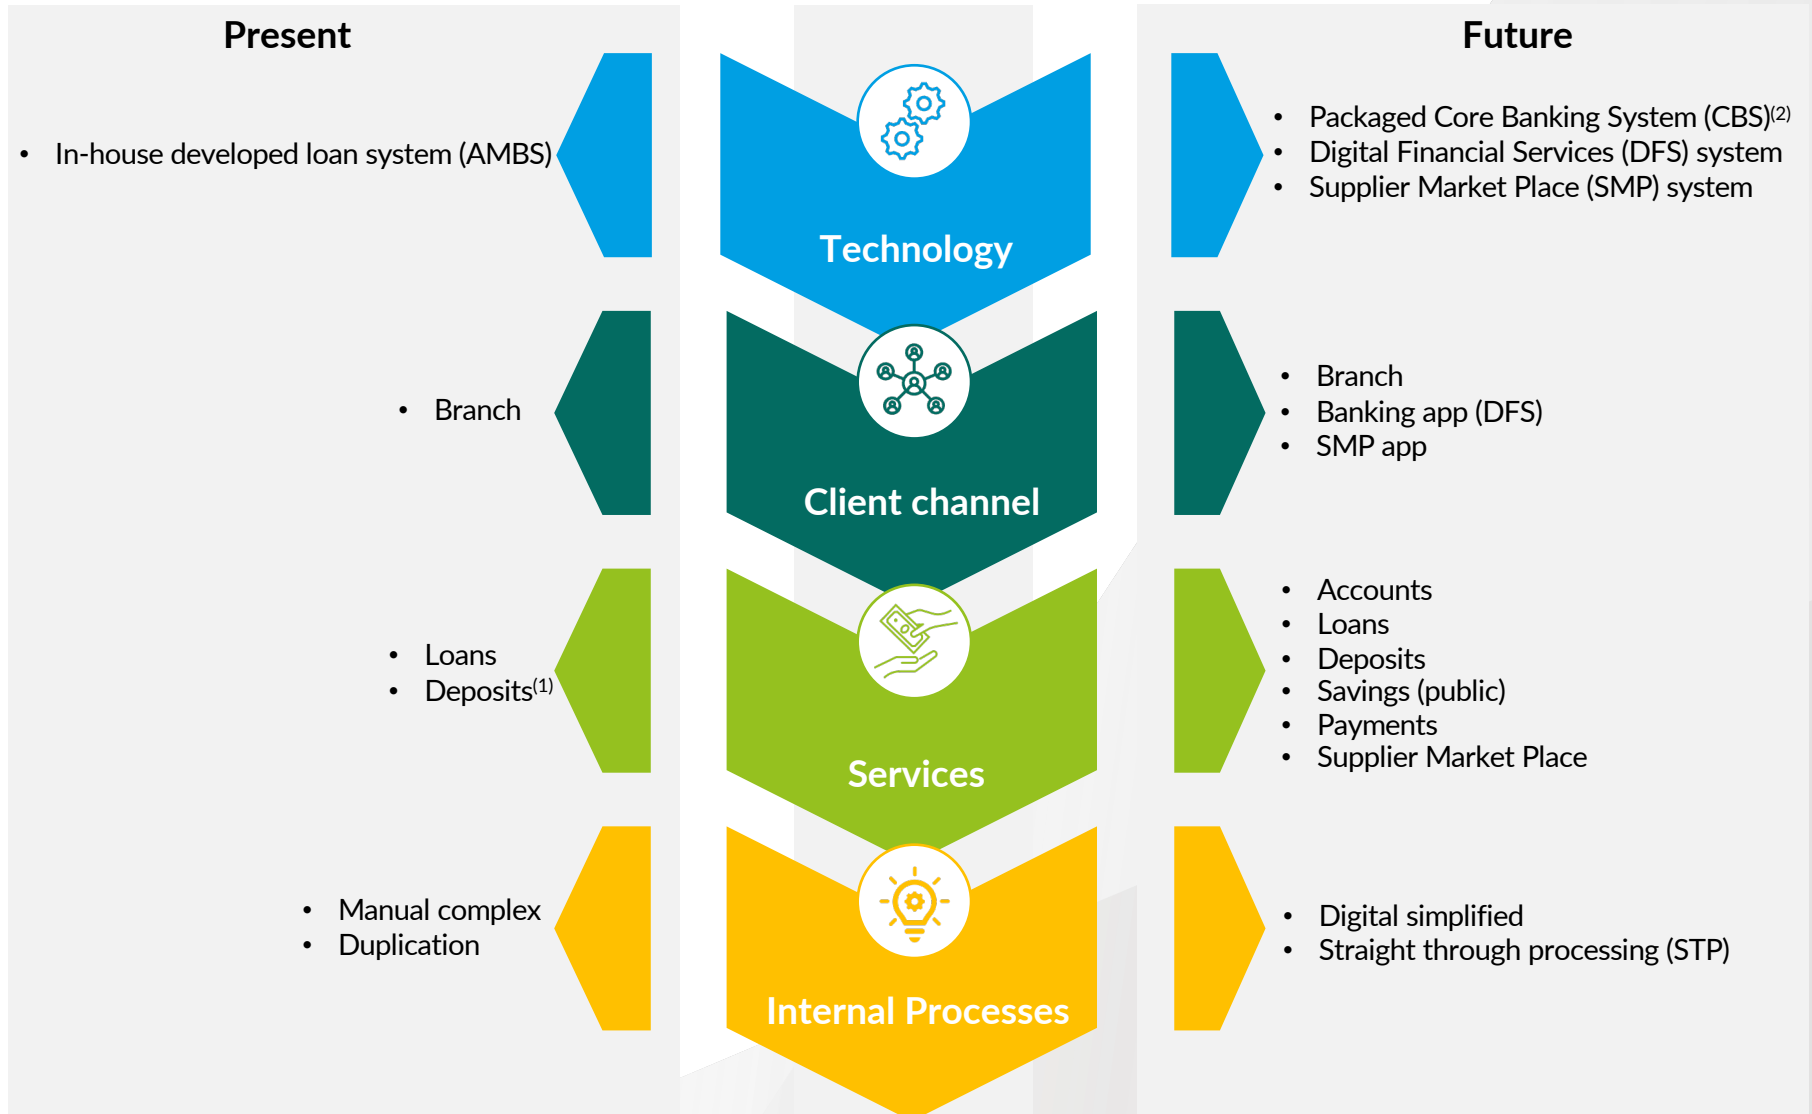 Present
Future
• In-house developed loan system (AMBS)
Technology
• Packaged Core Banking System (CBS)(2)
• Digital Financial Services (DFS) system
• Supplier Market Place (SMP) system
• Branch
Client channel
• Branch
• Banking app (DFS)
• SMP app
• Loans
• Deposits(1)
Services
• Accounts
• Loans
• Deposits
• Savings (public)
• Payments
• Supplier Market Place
• Manual complex
• Duplication
Internal Processes
• Digital simplified
• Straight through processing (STP)